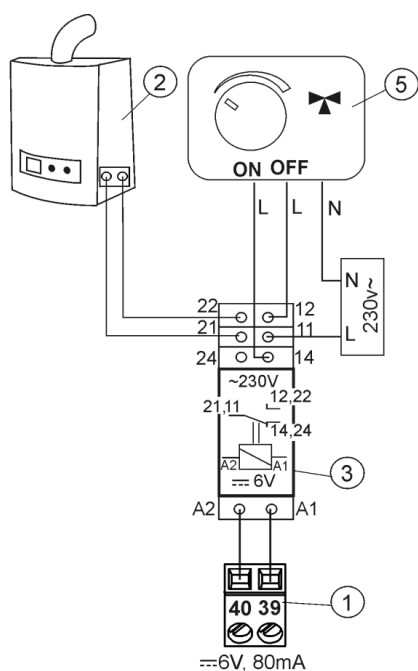 2
5
ON OFF
L L N
N
L
230v~
22 12
21 11
24 14
~230V
12,22
21,11
14,24
A2 A1
⎓ 6V
3
A2 A1
40 39
1
⎓6V, 80mA